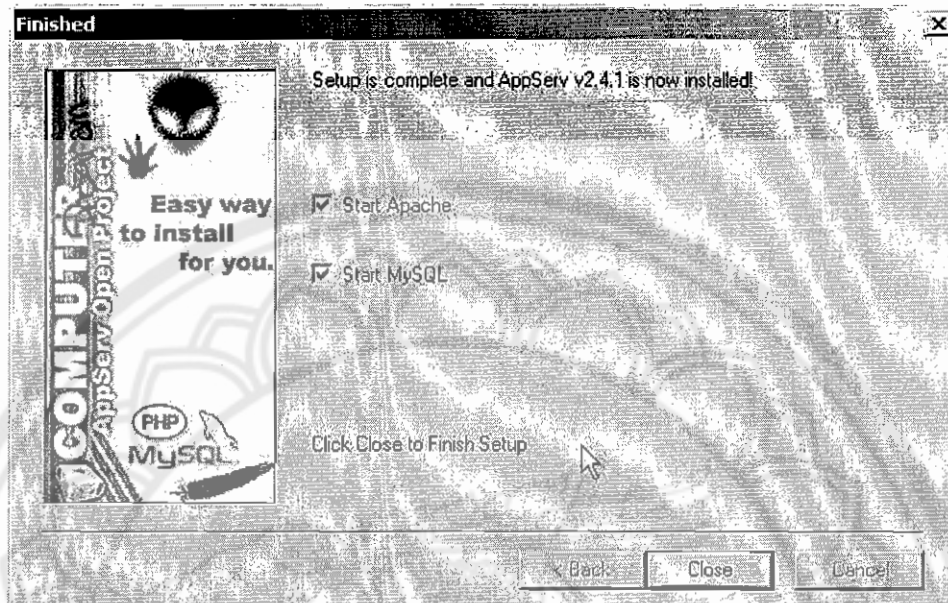 Finished
Setup is complete and AppServ v2.4.1 is now installed!
COMPUTER
AppServ Open Project
Easy way
to install
for you.
Start Apache
Start MySQL
PHP
MySQL
Click Close to Finish Setup
< Back
Close
Cancel